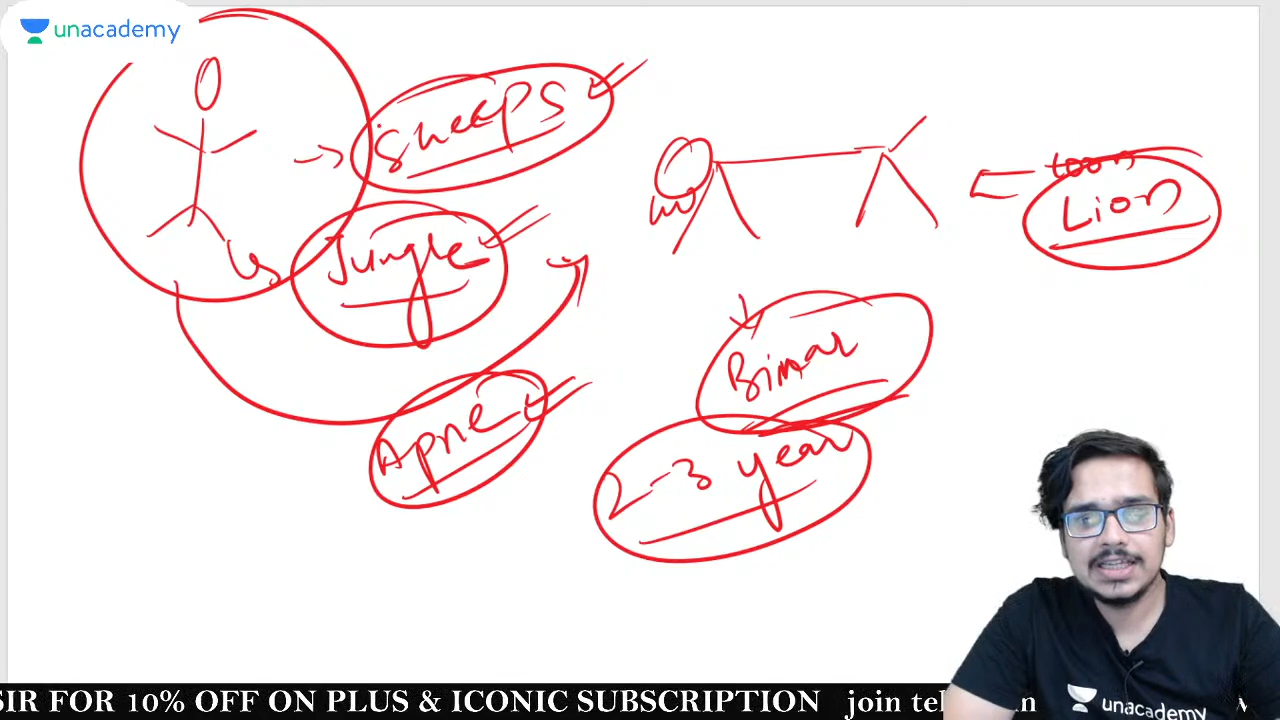 unacademy
sheeps
Lion
Jungle
Bimar
Apne
2-3 year
unacademy
SIR FOR 10% OFF ON PLUS & ICONIC SUBSCRIPTION join tel in